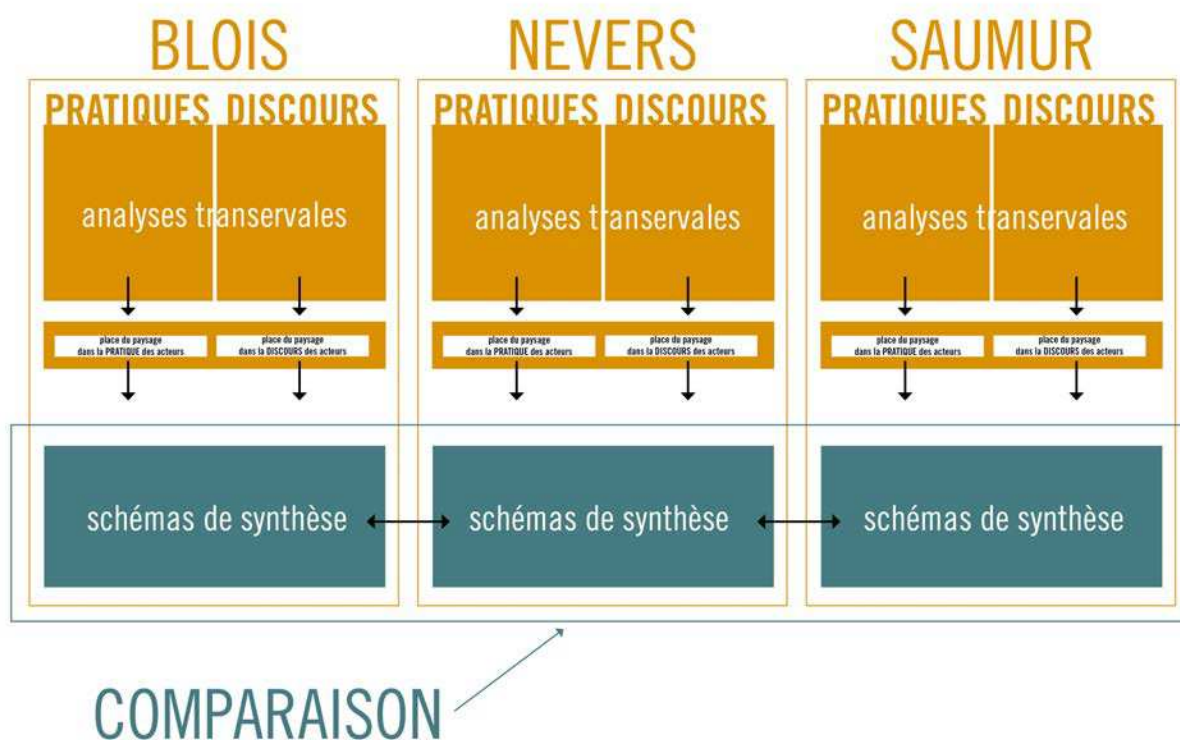 BLOIS
PRATIQUES DISCOURS
analyses transervales
place du paysage
dans la PRATIQUE des acteurs
place du paysage
dans la DISCOURS des acteurs
schémas de synthèse
NEVERS
PRATIQUES DISCOURS
analyses transervales
place du paysage
dans la PRATIQUE des acteurs
place du paysage
dans la DISCOURS des acteurs
schémas de synthèse
SAUMUR
PRATIQUES DISCOURS
analyses transervales
place du paysage
dans la PRATIQUE des acteurs
place du paysage
dans la DISCOURS des acteurs
schémas de synthèse
COMPARAISON